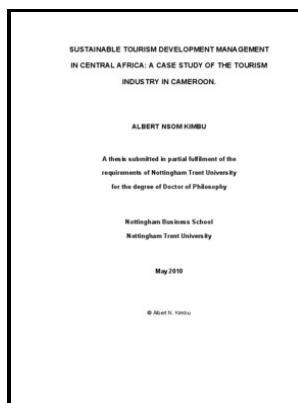 SUSTAINABLE TOURISM DEVELOPMENT MANAGEMENT
IN CENTRAL AFRICA: A CASE STUDY OF THE TOURISM
INDUSTRY IN CAMEROON.
ALBERT NSOM KIMBU
A thesis submitted in partial fulfilment of the
requirements of Nottingham Trent University
for the degree of Doctor of Philosophy
Nottingham Business School
Nottingham Trent University
May 2010
© Albert N. Kimbu